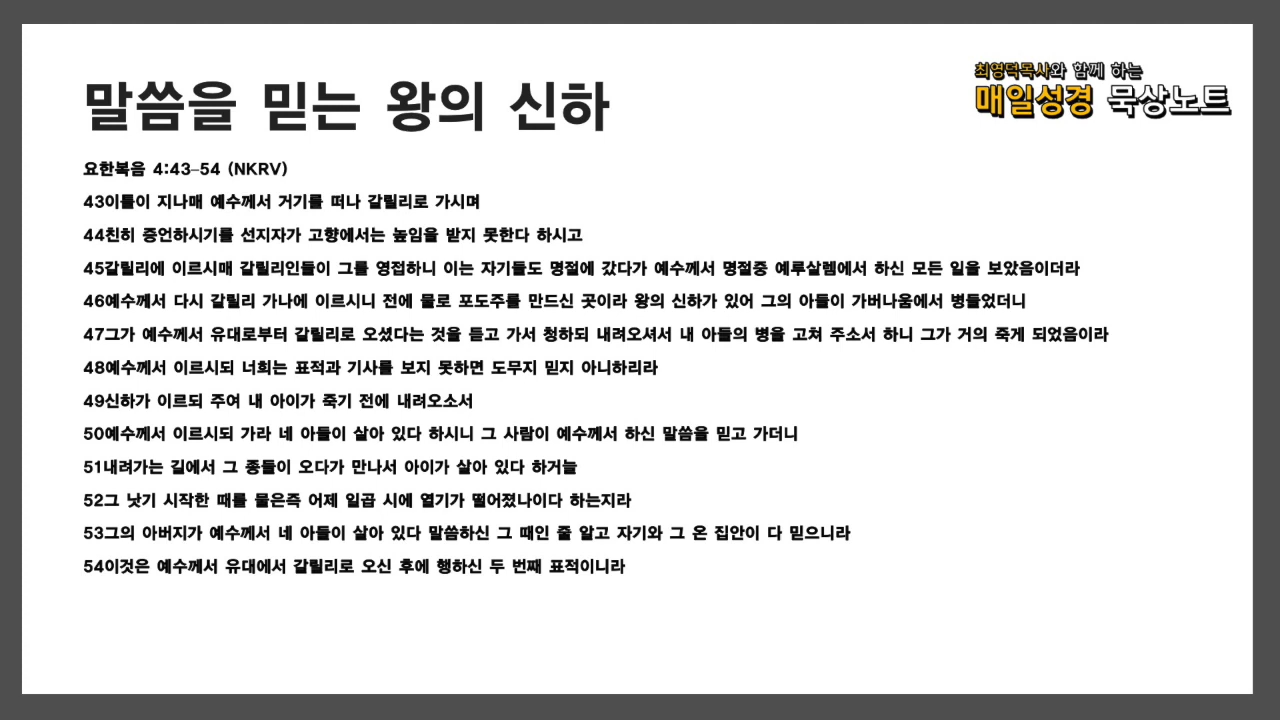 최영덕목사와 함께 하는
매일성경 묵상노트
말씀을 믿는 왕의 신하
요한복음 4:43–54 (NKRV)
43이틀이 지나매 예수께서 거기를 떠나 갈릴리로 가시며
44친히 증언하시기를 선지자가 고향에서는 높임을 받지 못한다 하시고
45갈릴리에 이르시매 갈릴리인들이 그를 영접하니 이는 자기들도 명절에 갔다가 예수께서 명절중 예루살렘에서 하신 모든 일을 보았음이더라
46예수께서 다시 갈릴리 가나에 이르시니 전에 물로 포도주를 만드신 곳이라 왕의 신하가 있어 그의 아들이 가버나움에서 병들었더니
47그가 예수께서 유대로부터 갈릴리로 오셨다는 것을 듣고 가서 청하되 내려오셔서 내 아들의 병을 고쳐 주소서 하니 그가 거의 죽게 되었음이라
48예수께서 이르시되 너희는 표적과 기사를 보지 못하면 도무지 믿지 아니하리라
49신하가 이르되 주여 내 아이가 죽기 전에 내려오소서
50예수께서 이르시되 가라 네 아들이 살아 있다 하시니 그 사람이 예수께서 하신 말씀을 믿고 가더니
51내려가는 길에서 그 종들이 오다가 만나서 아이가 살아 있다 하거늘
52그 낫기 시작한 때를 물은즉 어제 일곱 시에 열기가 떨어졌나이다 하는지라
53그의 아버지가 예수께서 네 아들이 살아 있다 말씀하신 그 때인 줄 알고 자기와 그 온 집안이 다 믿으니라
54이것은 예수께서 유대에서 갈릴리로 오신 후에 행하신 두 번째 표적이니라